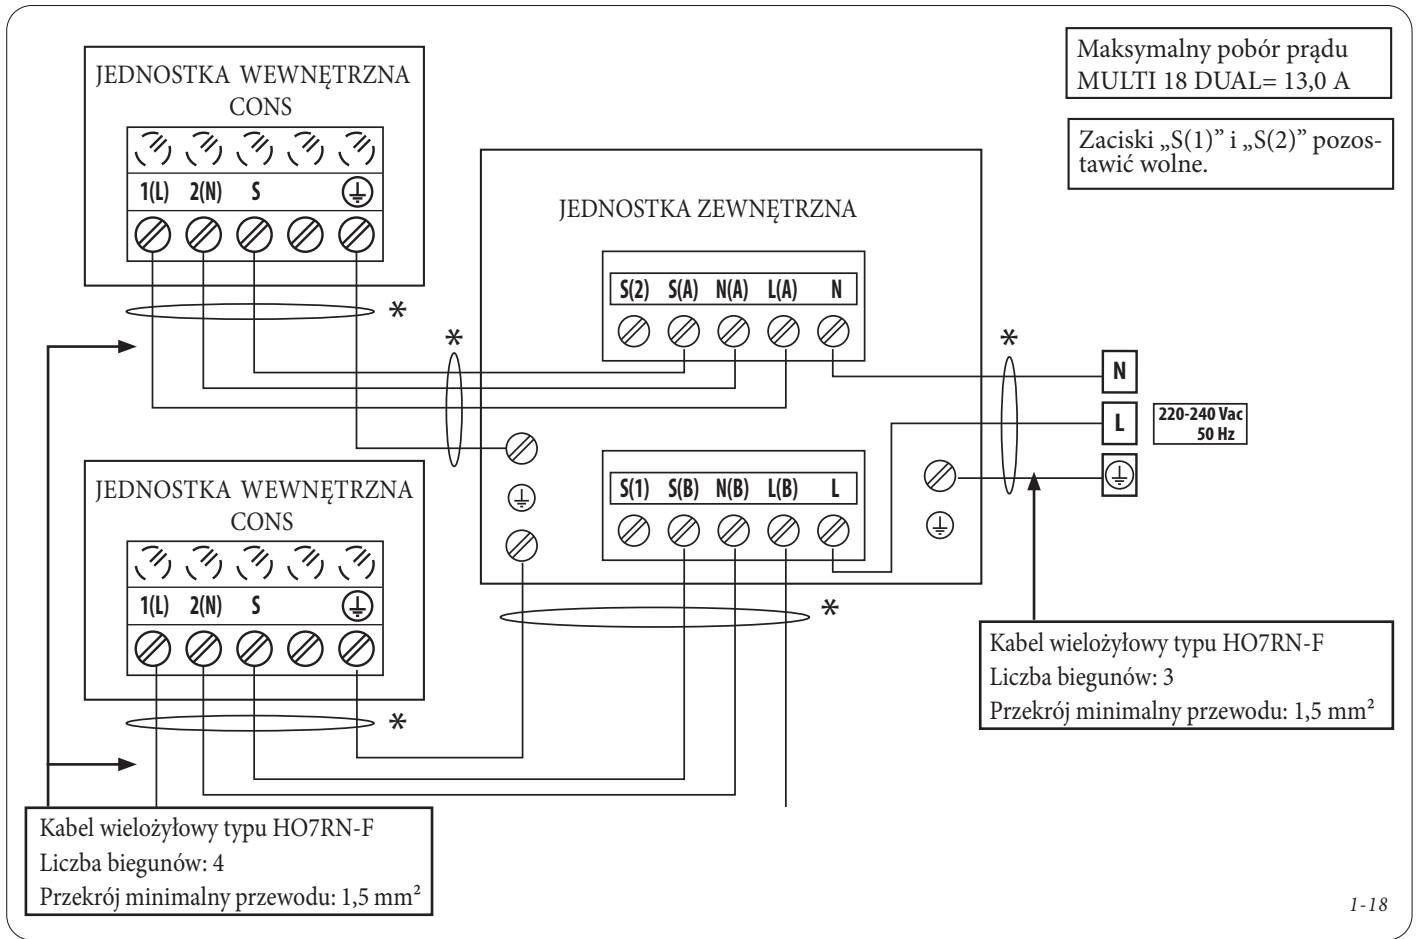 JEDNOSTKA WEWNĘTRZNA
CONS
1(L) 2(N) S
*
Maksymalny pobór prądu
MULTI 18 DUAL= 13,0 A
Zaciski „S(1)” i „S(2)” pozos-
tawić wolne.
JEDNOSTKA ZEWNĘTRZNA
S(2) S(A) N(A) L(A) N
*
*
N
L
220-240 Vac
50 Hz
S(1) S(B) N(B) L(B) L
*
JEDNOSTKA WEWNĘTRZNA
CONS
1(L) 2(N) S
*
Kabel wielożyłowy typu HO7RN-F
Liczba biegunów: 3
Przekrój minimalny przewodu: 1,5 mm²
Kabel wielożyłowy typu HO7RN-F
Liczba biegunów: 4
Przekrój minimalny przewodu: 1,5 mm²
1-18